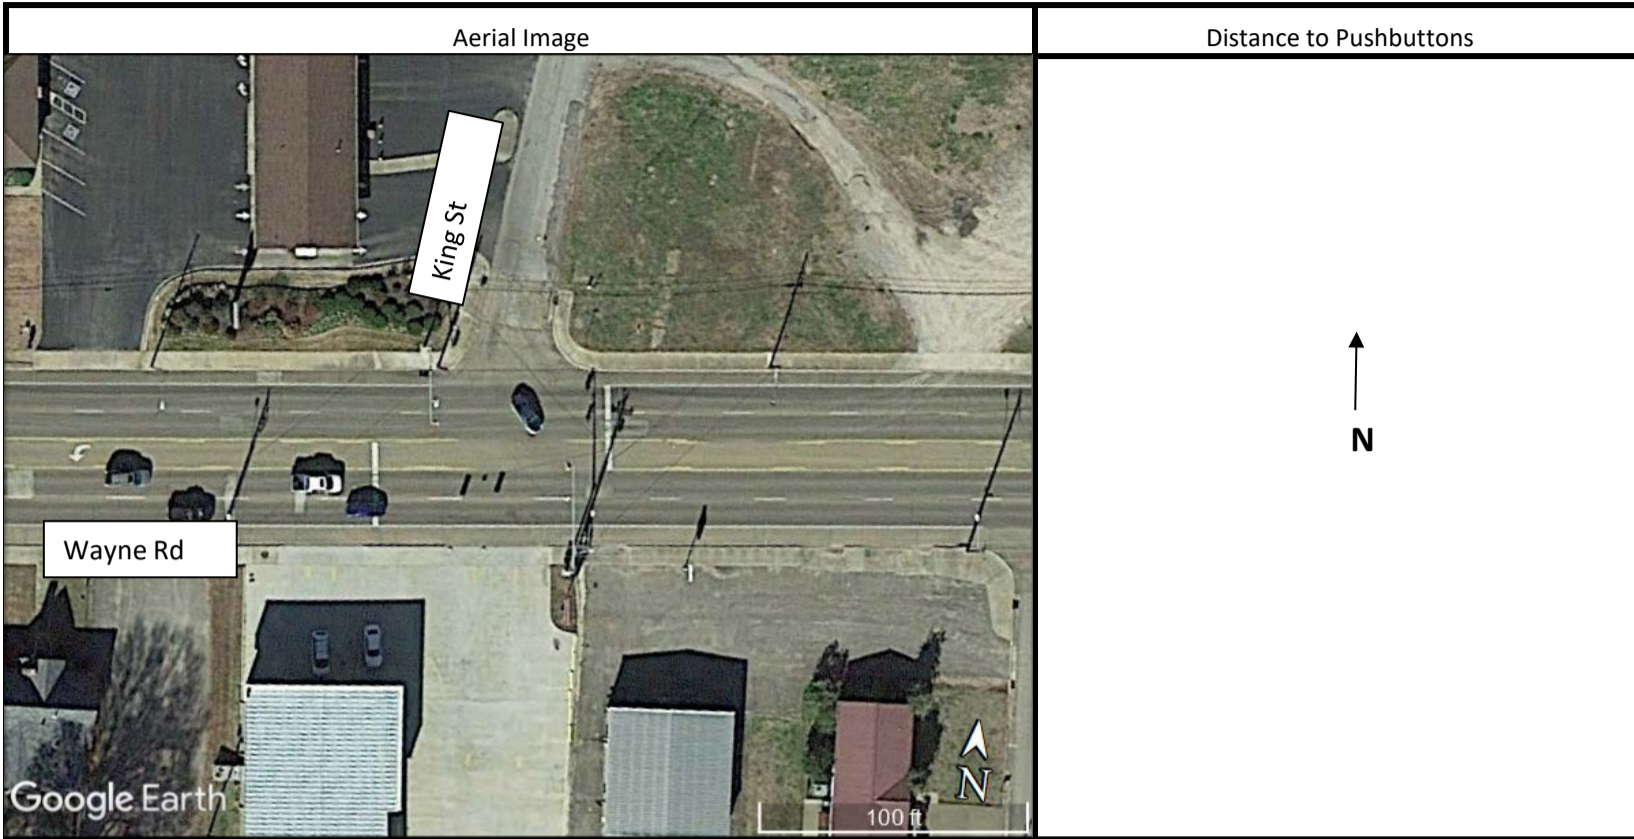 Aerial Image
Distance to Pushbuttons
King St
Wayne Rd
N
N
Google Earth
100 ft